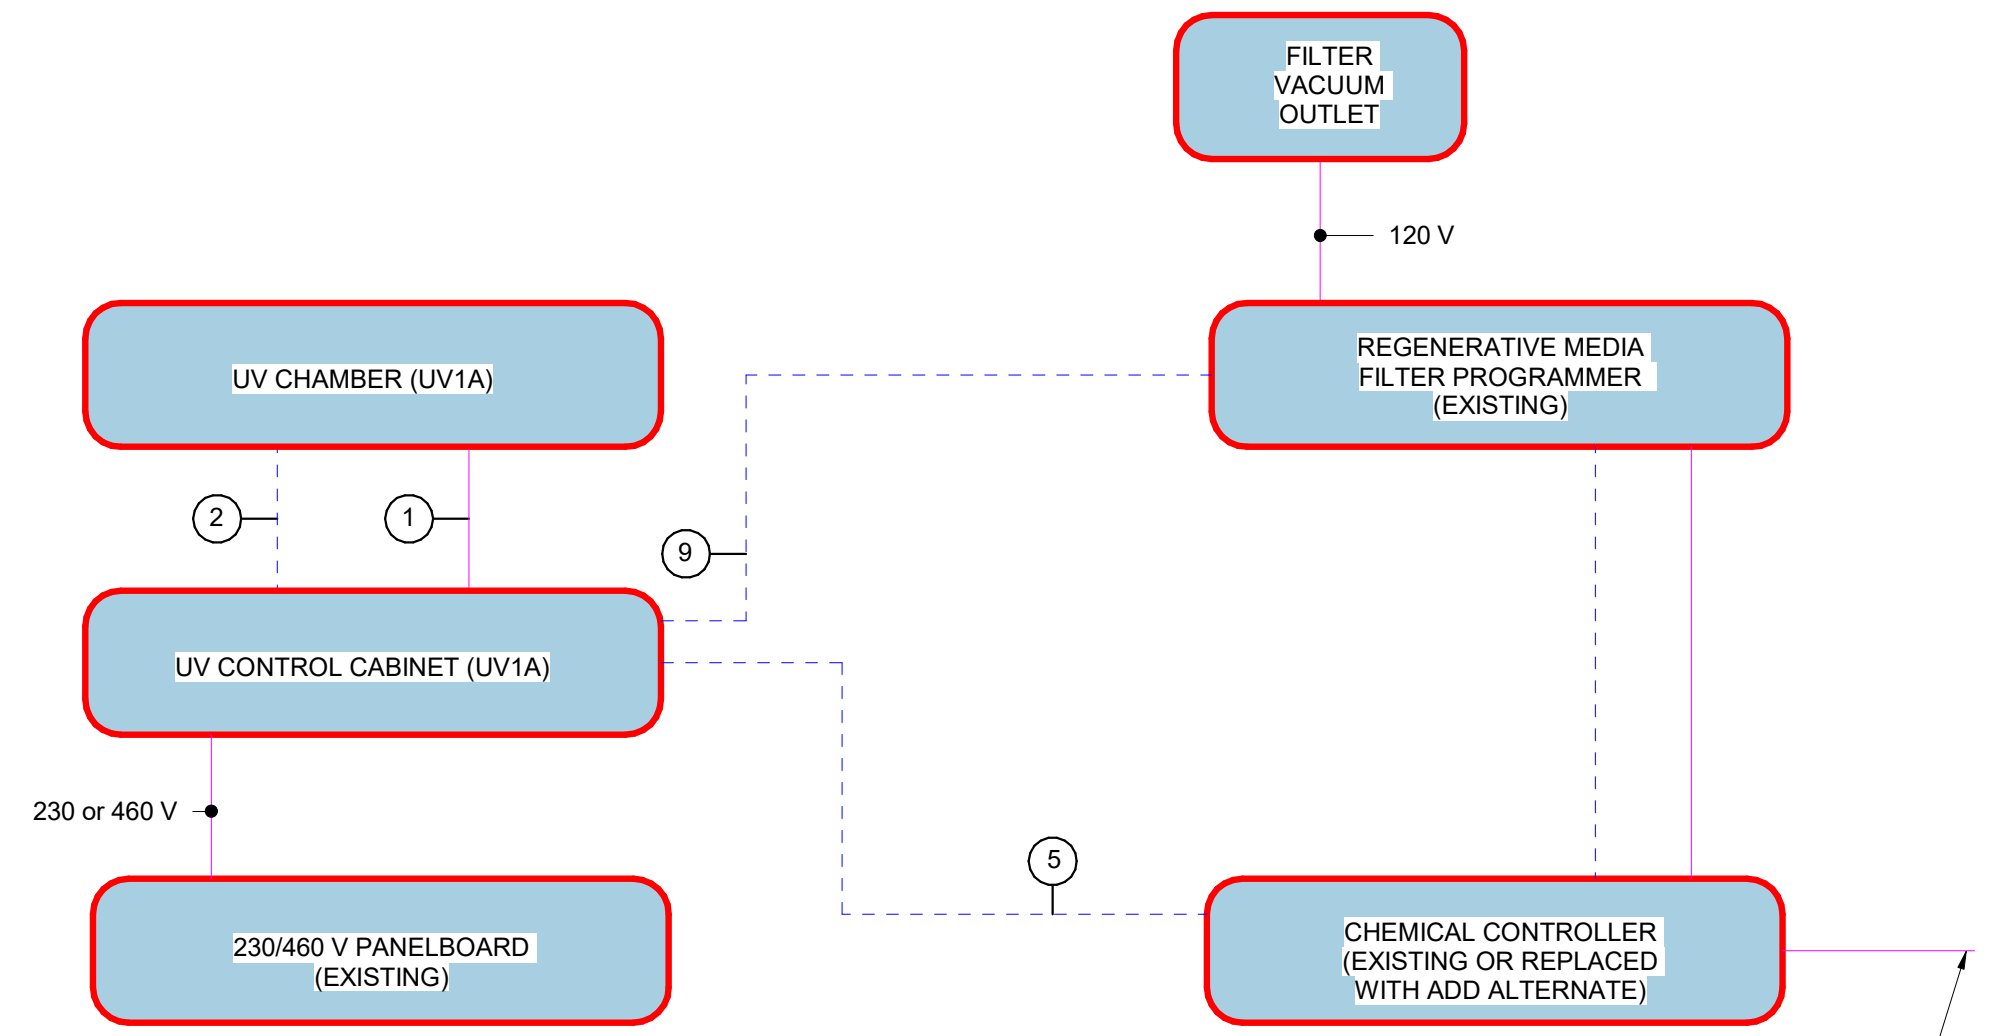 FILTER
VACUUM
OUTLET
120 V
UV CHAMBER (UV1A)
REGENERATIVE MEDIA
FILTER PROGRAMMER
(EXISTING)
2
1
9
UV CONTROL CABINET (UV1A)
230 or 460 V
5
230/460 V PANELBOARD
(EXISTING)
CHEMICAL CONTROLLER
(EXISTING OR REPLACED
WITH ADD ALTERNATE)